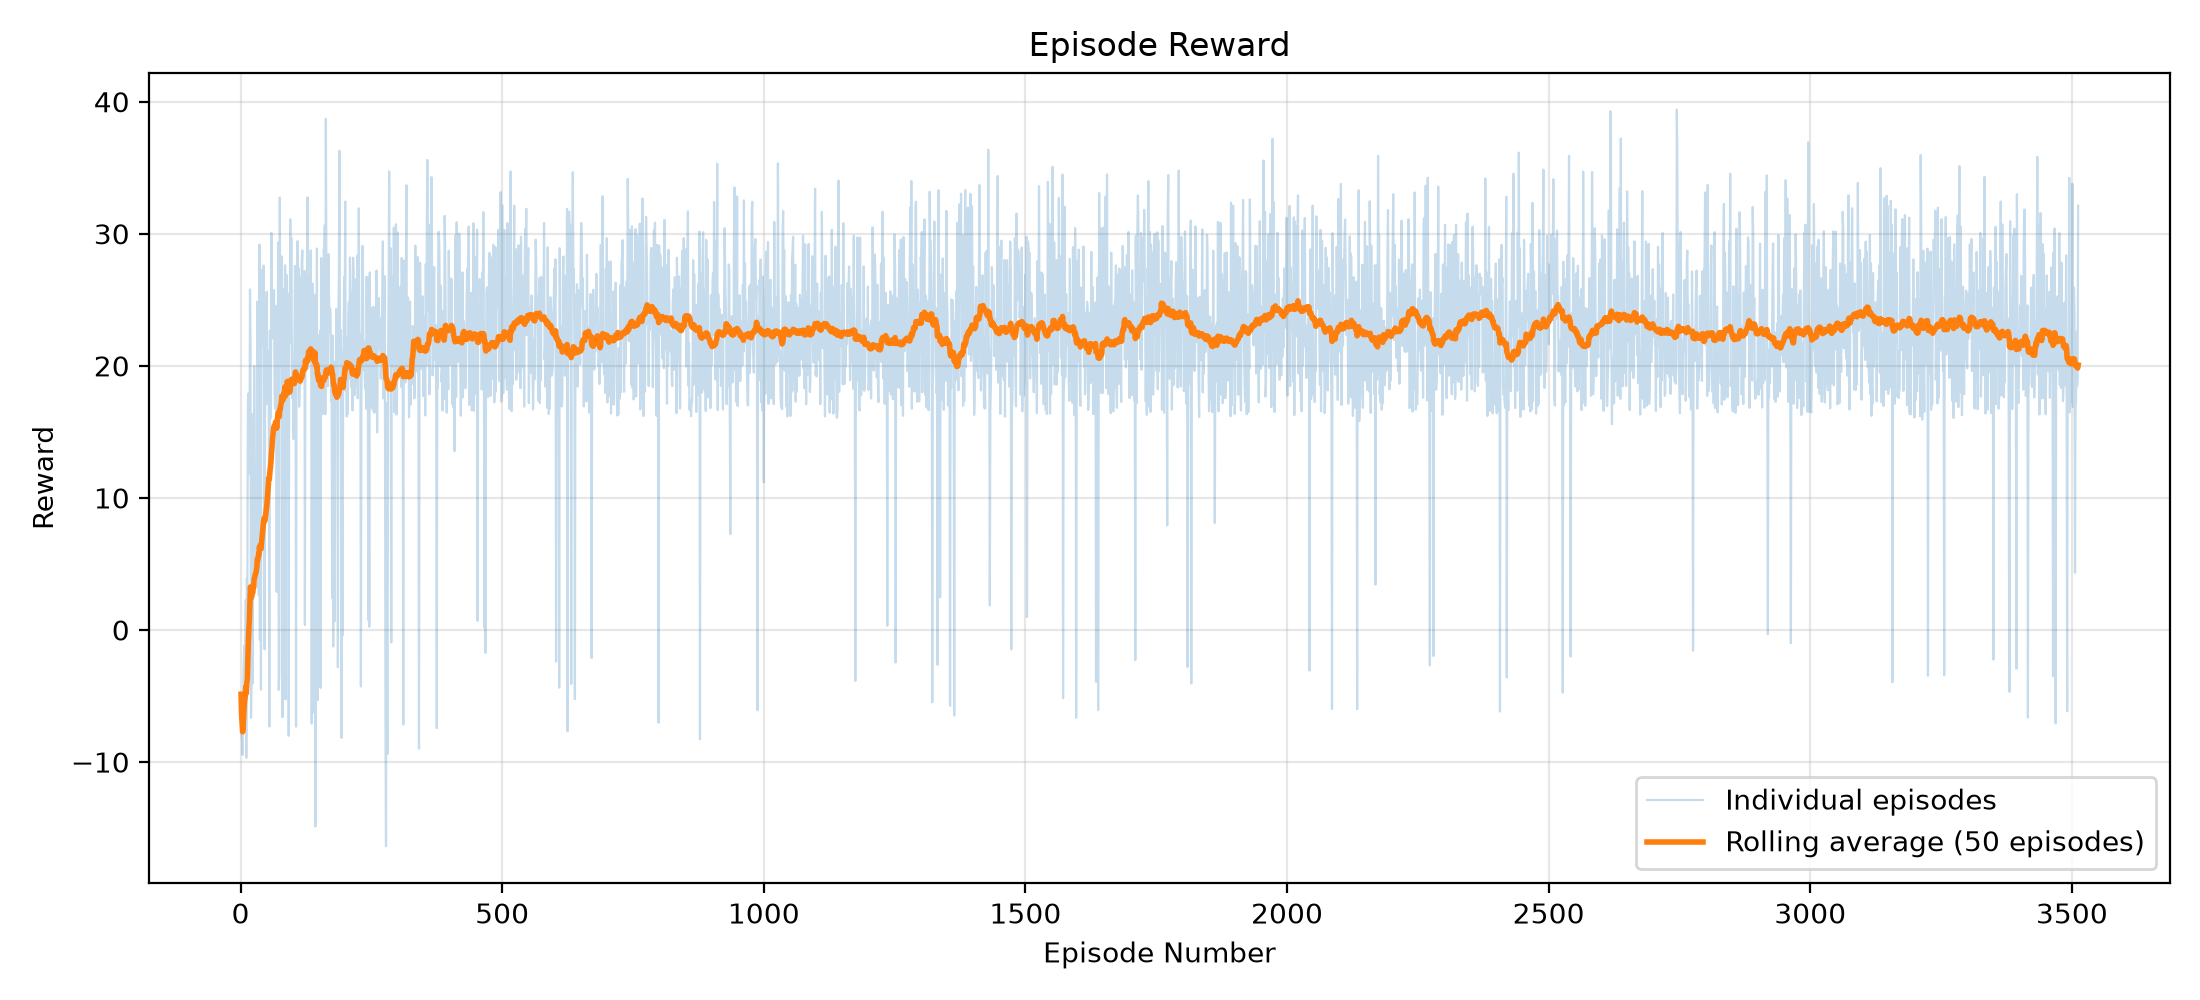 Episode Reward
40
30
20
10
0
−10
Reward
0
500
1000
1500
2000
2500
3000
3500
Episode Number
Individual episodes
Rolling average (50 episodes)